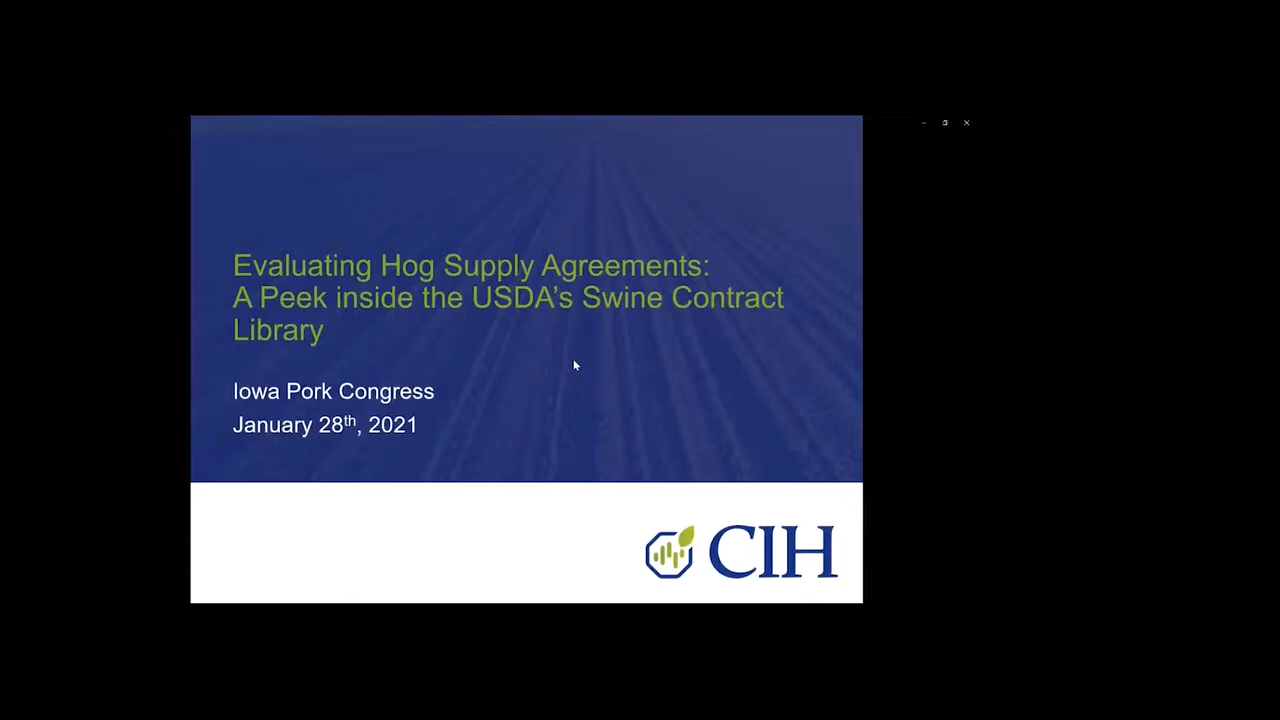 Evaluating Hog Supply Agreements:
A Peek inside the USDA’s Swine Contract
Library
Iowa Pork Congress
January 28th, 2021
CIH